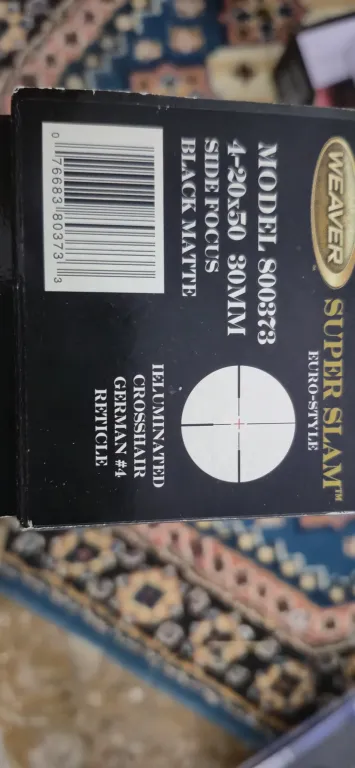 WEAVER
SUPER SLAM™
EURO-STYLE
MODEL 800373
4-20x50 30MM
SIDE FOCUS
BLACK MATTE
ILLUMINATED
CROSSHAIR
GERMAN #4
RETICLE
0 76683 80373 3